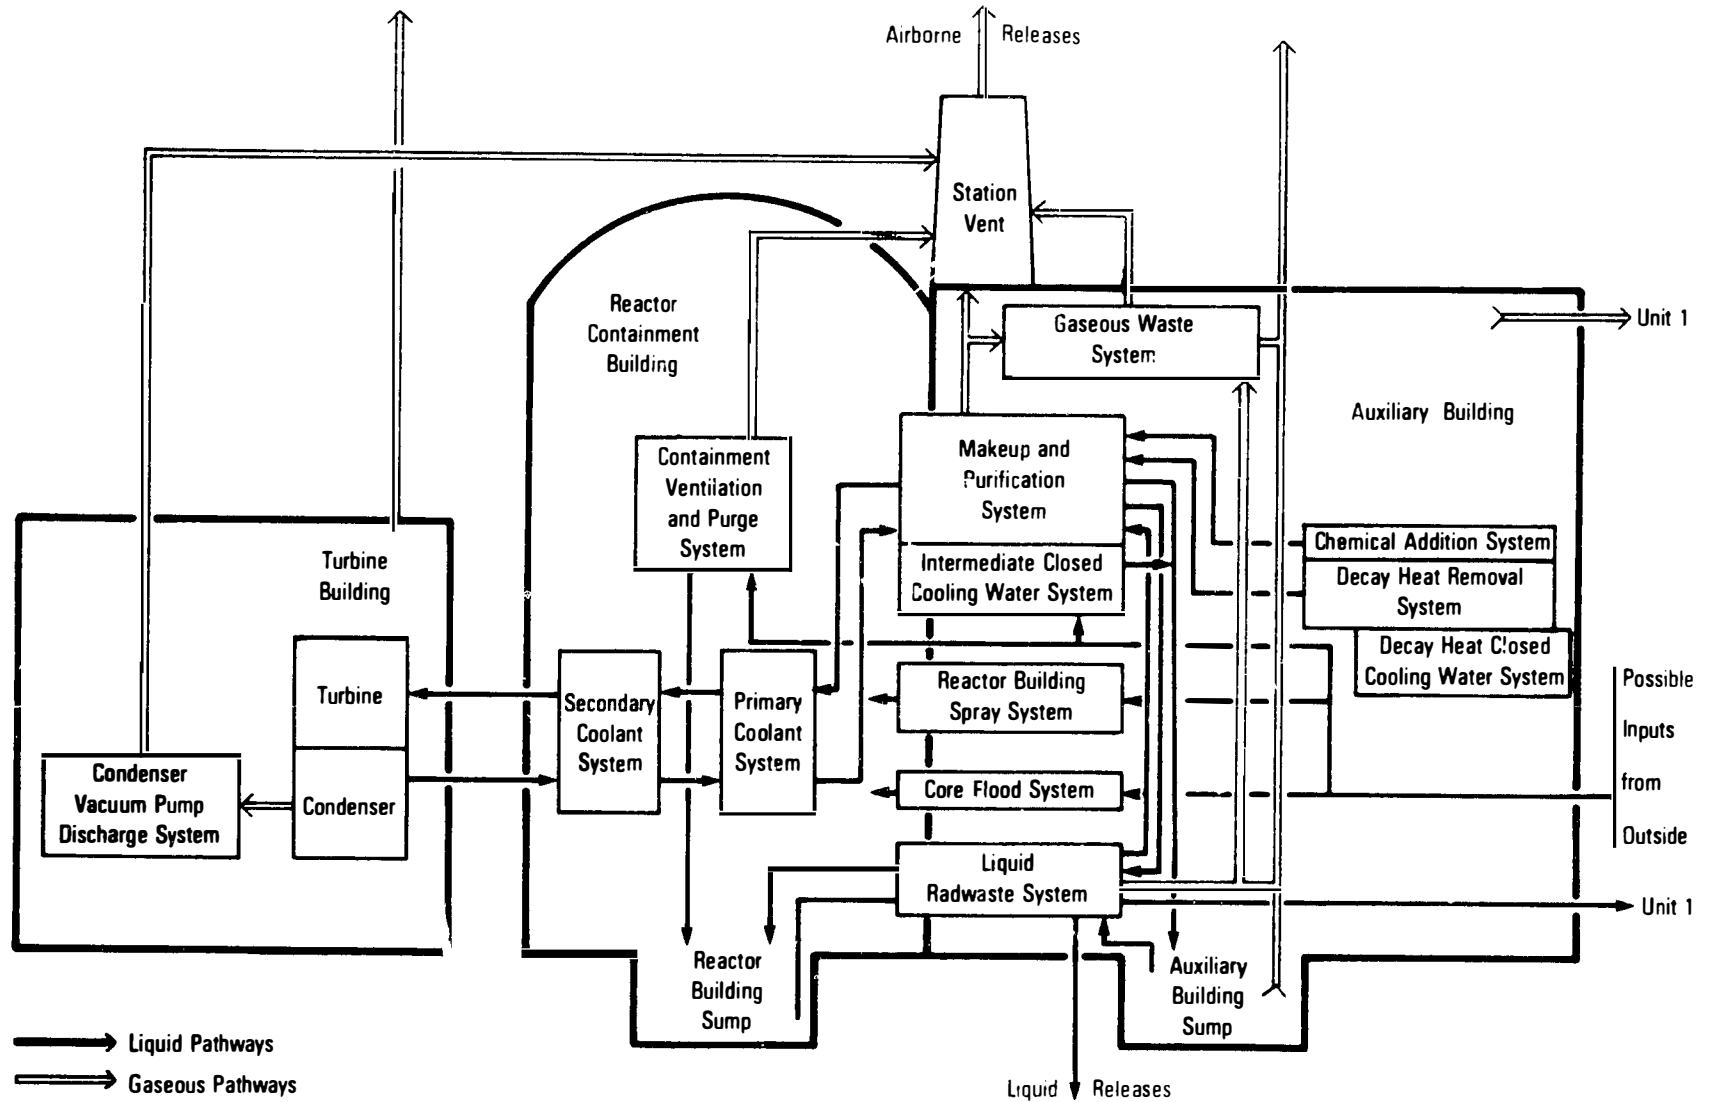 Airborne Releases
Station
Vent
Reactor
Containment
Building
Gaseous Waste
System
Unit 1
Auxiliary Building
Containment
Ventilation
and Purge
System
Makeup and
Purification
System
Intermediate Closed
Cooling Water System
Turbine
Building
Chemical Addition System
Decay Heat Removal
System
Decay Heat Closed
Cooling Water System
Possible
Inputs
from
Outside
Turbine
Condenser
Condenser
Vacuum Pump
Discharge System
Secondary
Coolant
System
Primary
Coolant
System
Reactor Building
Spray System
Core Flood System
Liquid
Radwaste System
Unit 1
Reactor
Building
Sump
Auxiliary
Building
Sump
Liquid Pathways
Gaseous Pathways
Liquid Releases